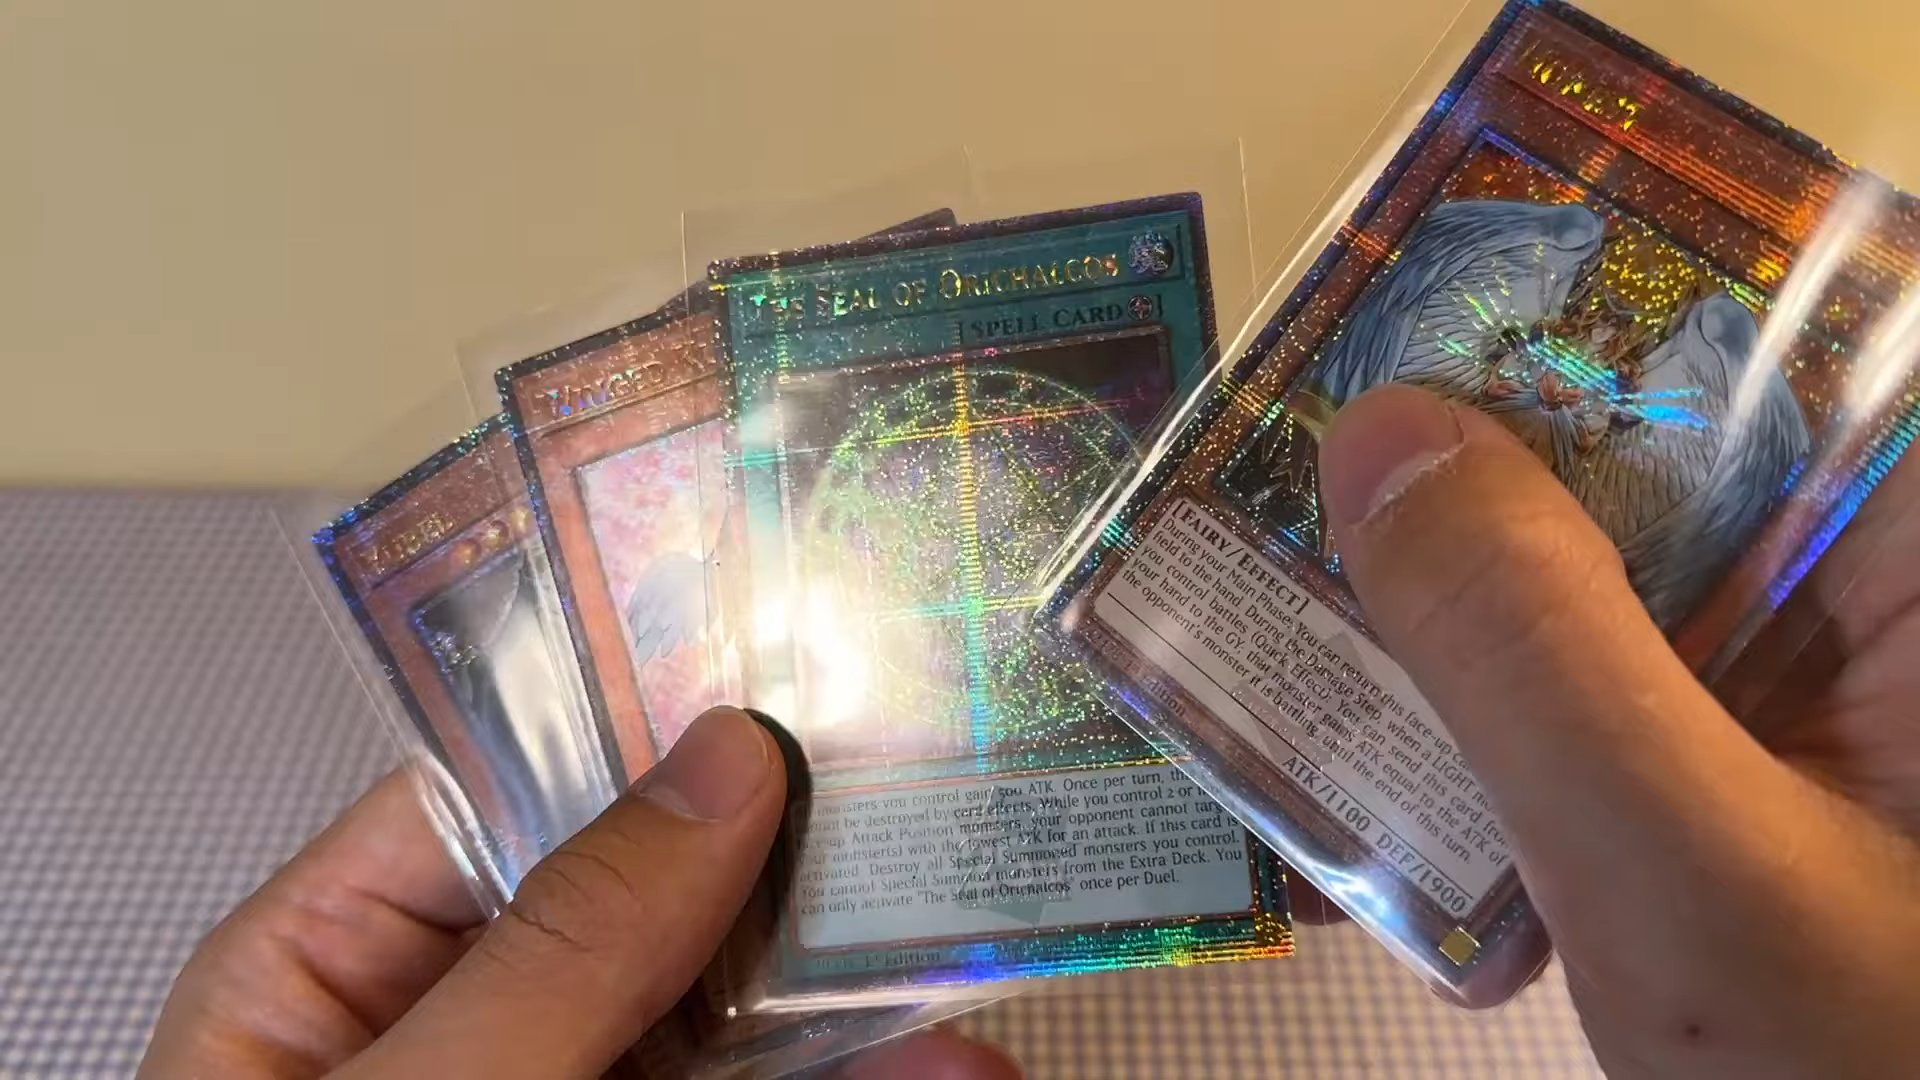 YUBEL
WINGED K
THE SEAL OF ORICHALCOS
[SPELL CARD]
monsters you control gain 500 ATK. Once per turn, th
not be destroyed by card effects. While you control 2 or
face-up Attack Position monsters, your opponent cannot targ
your monster(s) with the lowest ATK for an attack. If this card is
activated: Destroy all Special Summoned monsters you control.
You cannot Special Summon monsters from the Extra Deck. You
can only activate "The Seal of Orichalcos" once per Duel.
1st Edition
HONEST
[FAIRY/EFFECT]
During your Main Phase: You can return this face-up ca
field to the hand. During the Damage Step, when a LIGHT mo
you control battles (Quick Effect): You can send this card from
your hand to the GY; that monster gains ATK equal to the ATK of
the opponent's monster it is battling, until the end of this turn.
ATK/1100 DEF/1900
Edition